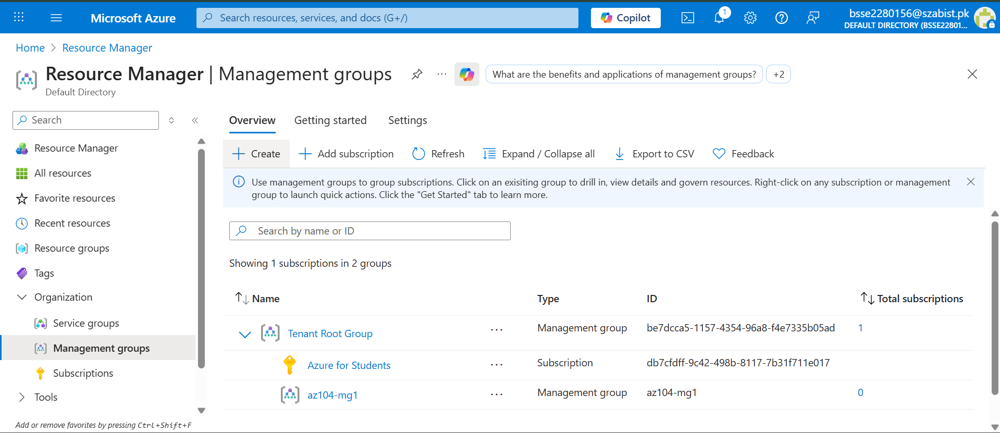 Microsoft Azure
Search resources, services, and docs (G+/)
Copilot
1
bsse2280156@szabist.pk
DEFAULT DIRECTORY (BSSE22801...
Home > Resource Manager
Resource Manager | Management groups
...
What are the benefits and applications of management groups?
+2
Default Directory
Search
Resource Manager
All resources
Favorite resources
Recent resources
Resource groups
Tags
Organization
Service groups
Management groups
Subscriptions
Tools
Add or remove favorites by pressing Ctrl+Shift+F
Overview Getting started Settings
Create Add subscription Refresh Expand / Collapse all Export to CSV Feedback
Use management groups to group subscriptions. Click on an exisiting group to drill in, view details and govern resources. Right-click on any subscription or management
group to launch quick actions. Click the "Get Started" tab to learn more.
Search by name or ID
Showing 1 subscriptions in 2 groups
Name Type ID Total subscriptions
Tenant Root Group ... Management group be7dcca5-1157-4354-96a8-f4e7335b05ad 1
Azure for Students ... Subscription db7cfdff-9c42-498b-8117-7b31f711e017
az104-mg1 ... Management group az104-mg1 0